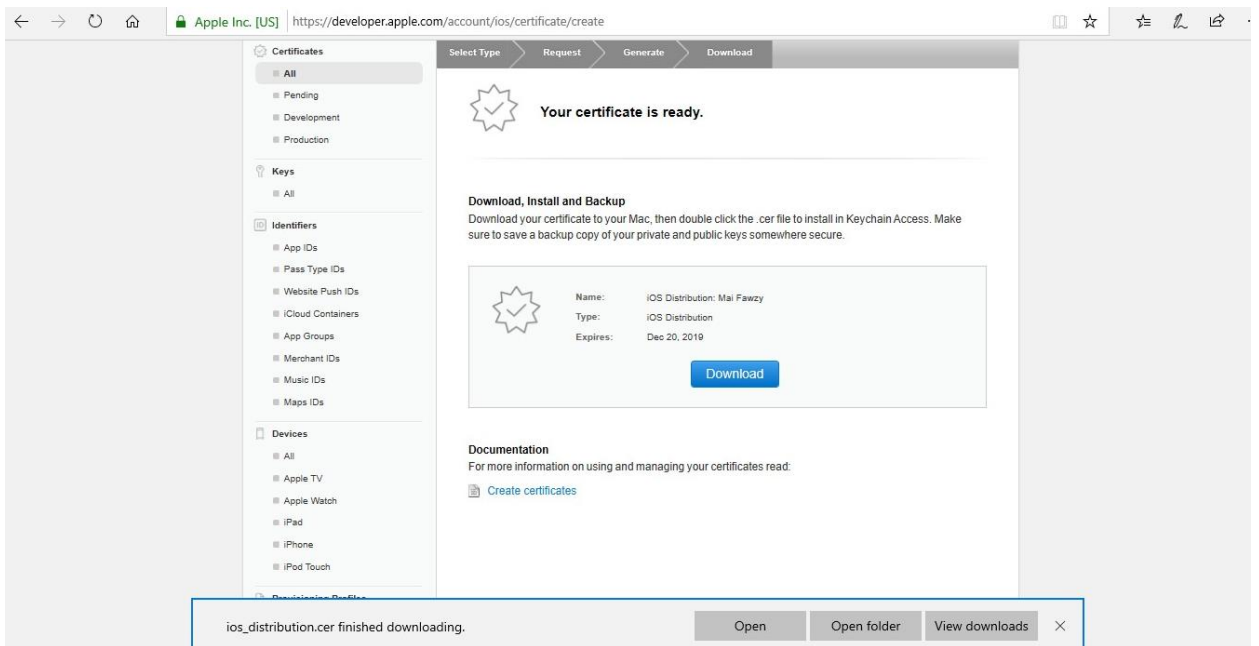 Apple Inc. [US] https://developer.apple.com/account/ios/certificate/create
Certificates
All
Pending
Development
Production
Keys
All
Identifiers
App IDs
Pass Type IDs
Website Push IDs
iCloud Containers
App Groups
Merchant IDs
Music IDs
Maps IDs
Devices
All
Apple TV
Apple Watch
iPad
iPhone
iPod Touch
Provisioning Profiles
Select Type Request Generate Download
Your certificate is ready.
Download, Install and Backup
Download your certificate to your Mac, then double click the .cer file to install in Keychain Access. Make
sure to save a backup copy of your private and public keys somewhere secure.
Name: iOS Distribution: Mai Fawzy
Type: iOS Distribution
Expires: Dec 20, 2019
Download
Documentation
For more information on using and managing your certificates read:
Create certificates
ios_distribution.cer finished downloading. Open Open folder View downloads